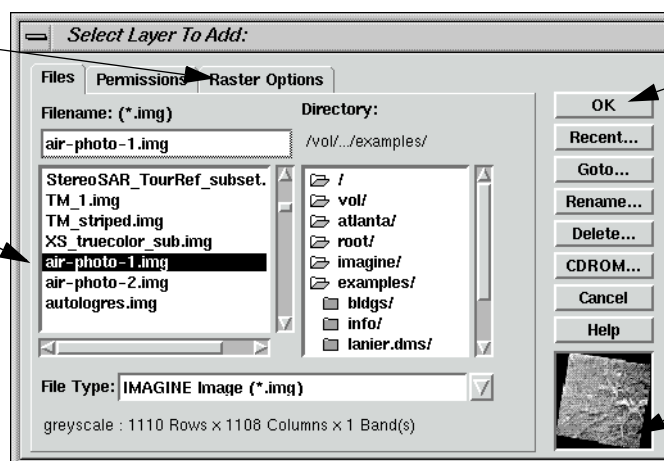 Select Layer To Add:
Files Permissions Raster Options
Filename: (*.img) Directory:
air-photo-1.img /vol/.../examples/
StereoSAR_TourRef_subset.
TM_1.img
TM_striped.img
XS_truecolor_sub.img
air-photo-1.img
air-photo-2.img
autologres.img
/
vol/
atlanta/
root/
imagine/
examples/
bldgs/
info/
lanier.dms/
File Type: IMAGINE Image (*.img)
greyscale : 1110 Rows x 1108 Columns x 1 Band(s)
OK
Recent...
Goto...
Rename...
Delete...
CDROM...
Cancel
Help